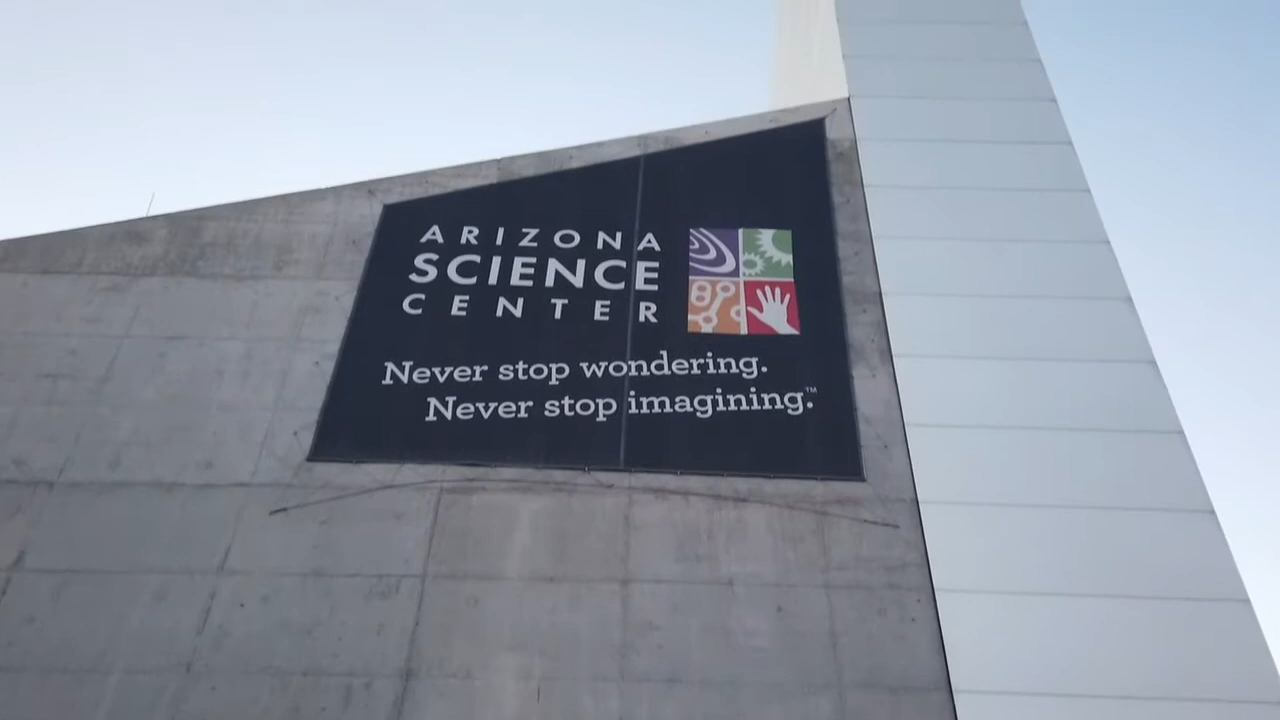 ARIZONA
SCIENCE
CENTER
Never stop wondering.
Never stop imagining.™